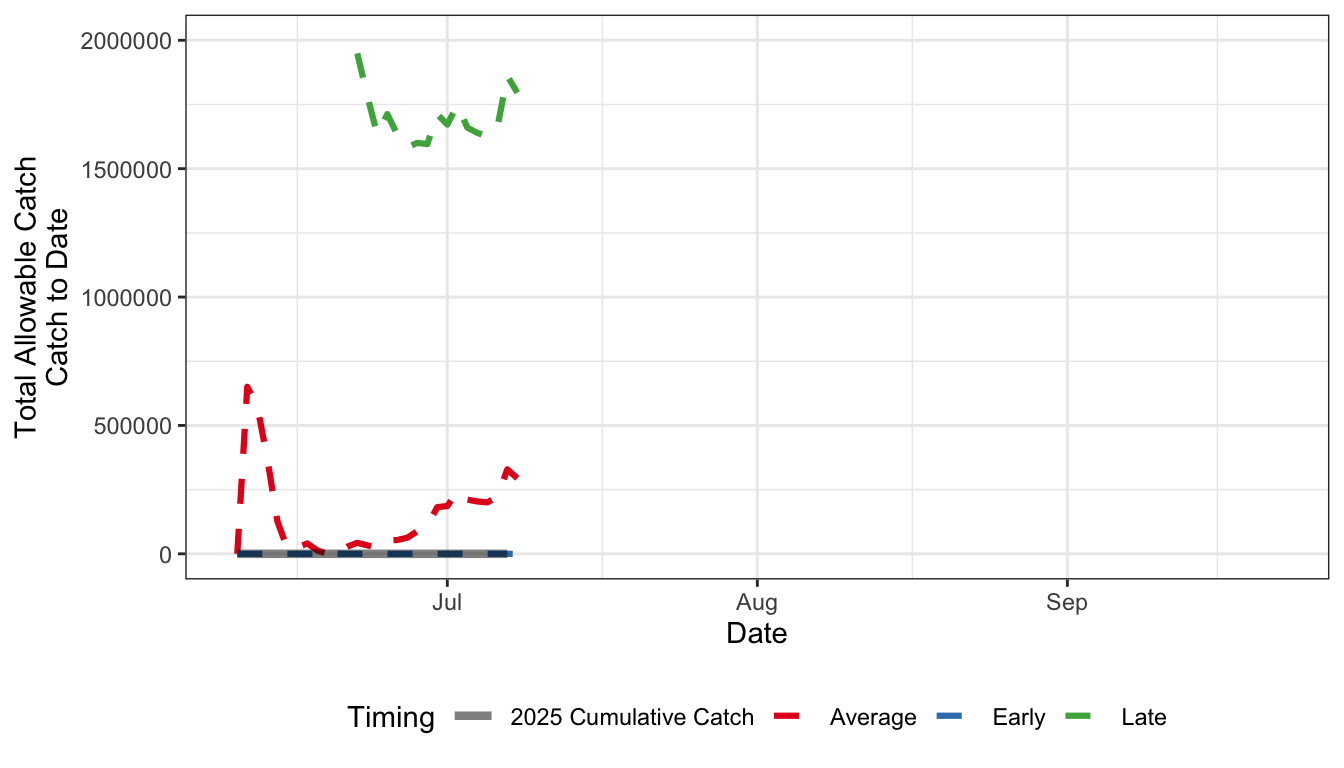 2000000
1500000
1000000
500000
0
Total Allowable Catch
Catch to Date
Jul Aug Sep
Date
Timing 2025 Cumulative Catch Average Early Late